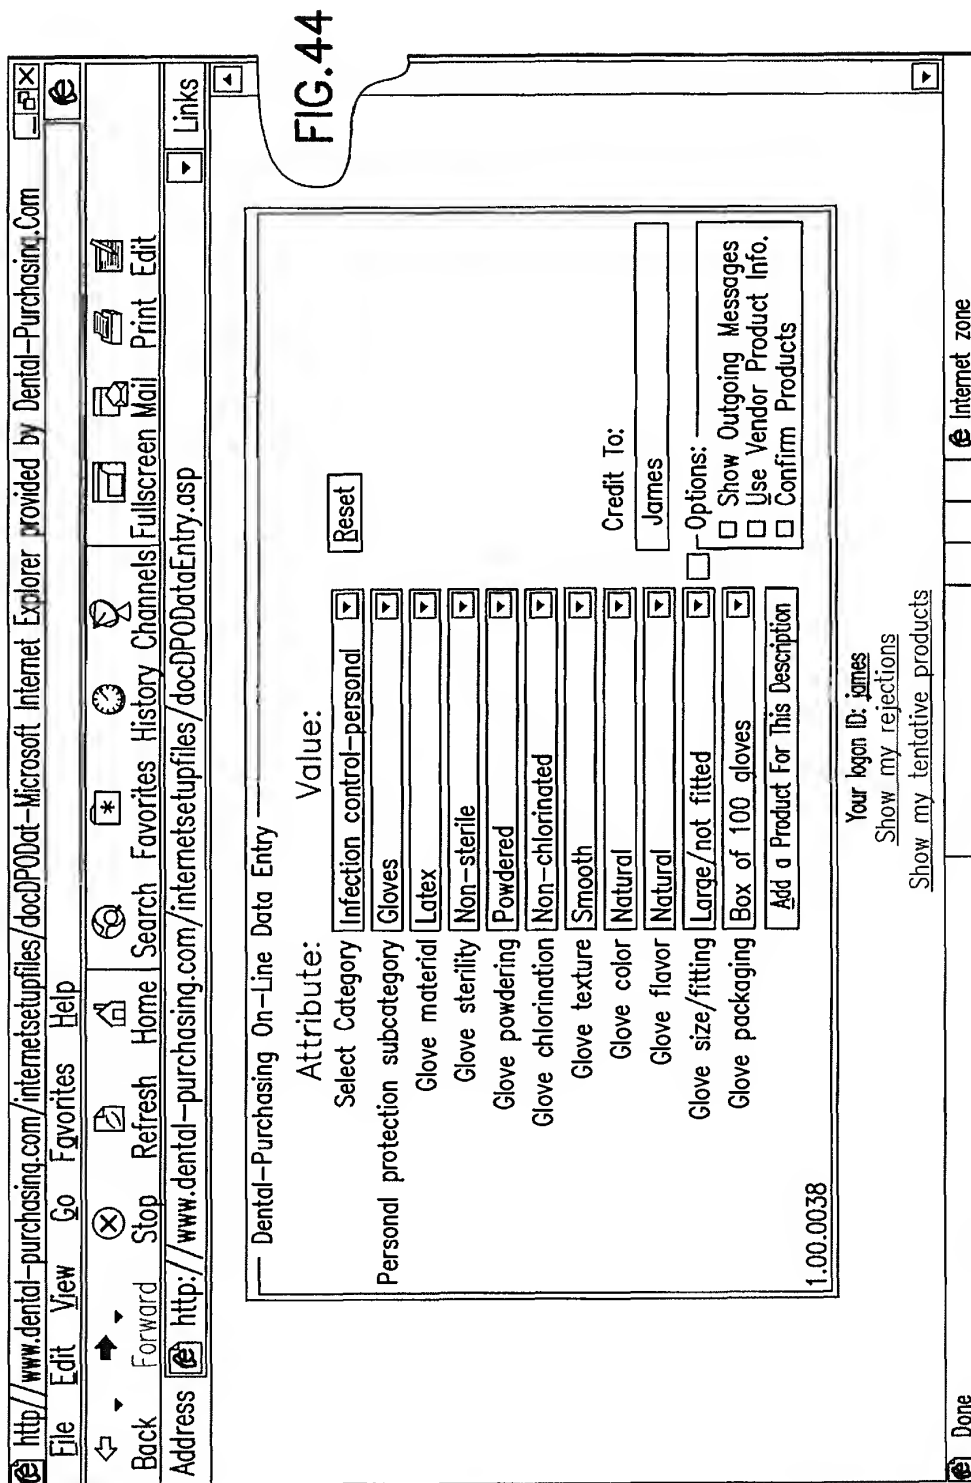 http//www.dental-purchasing.com/internetsetupfiles/docDPODat-Microsoft Internet Explorer provided by Dental-Purchasing.Com
File Edit View Go Favorites Help
Back Forward Stop Refresh Home Search Favorites History Channels Fullscreen Mail Print Edit
Address http://www.dental-purchasing.com/internetsetupfiles/docDPODataEntry.asp Links
FIG.44
Dental-Purchasing On-Line Data Entry
Attribute: Value:
Select Category Infection control-personal Reset
Personal protection subcategory Gloves
Glove material Latex
Glove sterility Non-sterile
Glove powdering Powdered
Glove chlorination Non-chlorinated
Glove texture Smooth
Glove color Natural
Glove flavor Natural
Glove size/fitting Large/not fitted
Glove packaging Box of 100 gloves
Add a Product For This Description
Credit To:
James
Options:
Show Outgoing Messages
Use Vendor Product Info.
Confirm Products
1.00.0038
Your logon ID: james
Show my rejections
Show my tentative products
Done Internet zone